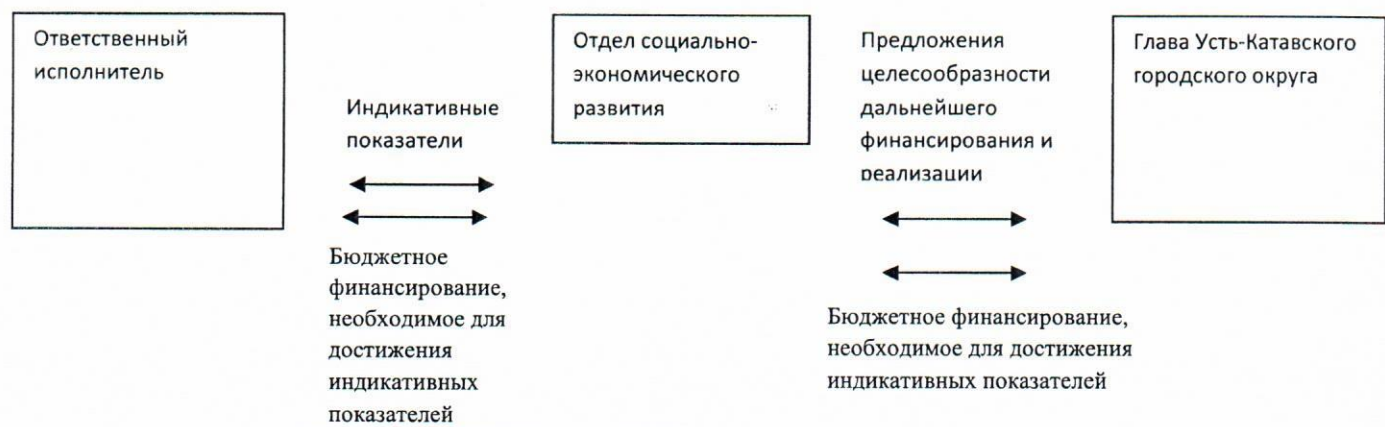 Ответственный
исполнитель
Индикативные
показатели
Бюджетное
финансирование,
необходимое для
достижения
индикативных
показателей
Отдел социально-
экономического
развития
Предложения
целесообразности
дальнейшего
финансирования и
реализации
Бюджетное финансирование,
необходимое для достижения
индикативных показателей
Глава Усть-Катавского
городского округа